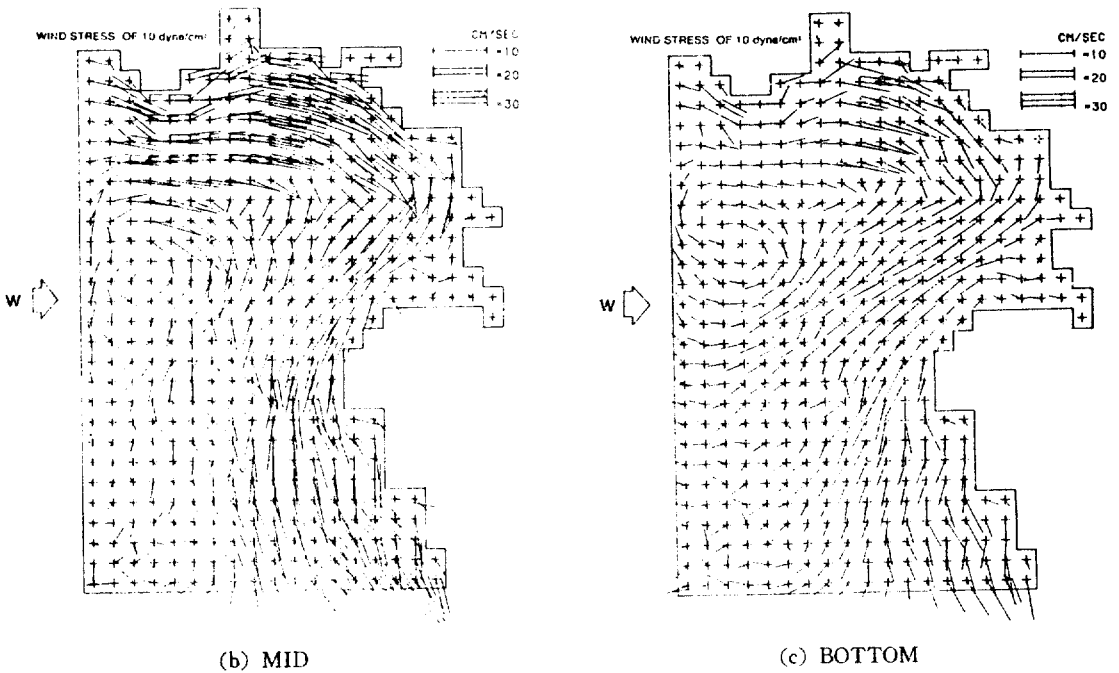 WIND STRESS OF 10 dyne/cm²
CM/SEC
=10
=20
=30
W
(b) MID
WIND STRESS OF 10 dyne/cm²
CM/SEC
=10
=20
=30
W
(c) BOTTOM